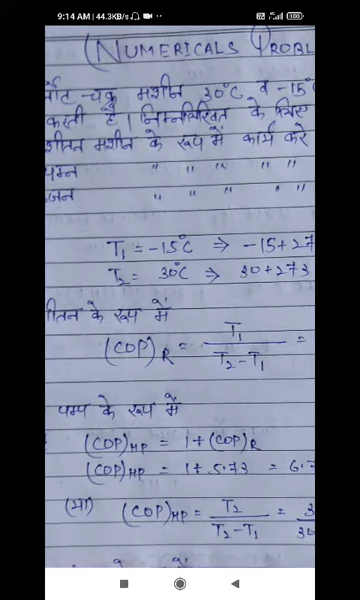 9:14 AM | 44.3KB/s
100
(NUMERICALS PROBL
र्नोट-चक्र मशीन 30°C व -15°C
करती है। निम्नलिखित के लिए
शीतन मशीन के रूप में कार्य करे
पम्प " " " " "
इंजन " " " " "
T₁ = -15°C ⇒ -15+27
T₂ = 30°C ⇒ 30+273
शीतन के रूप में
(COP)R = T₁ / T₂-T₁ =
पम्प के रूप में
(COP)HP = 1+(COP)R
(COP)HP = 1+5.73 = 6.7
(या) (COP)HP = T₂ / T₂-T₁ = 3 / 30